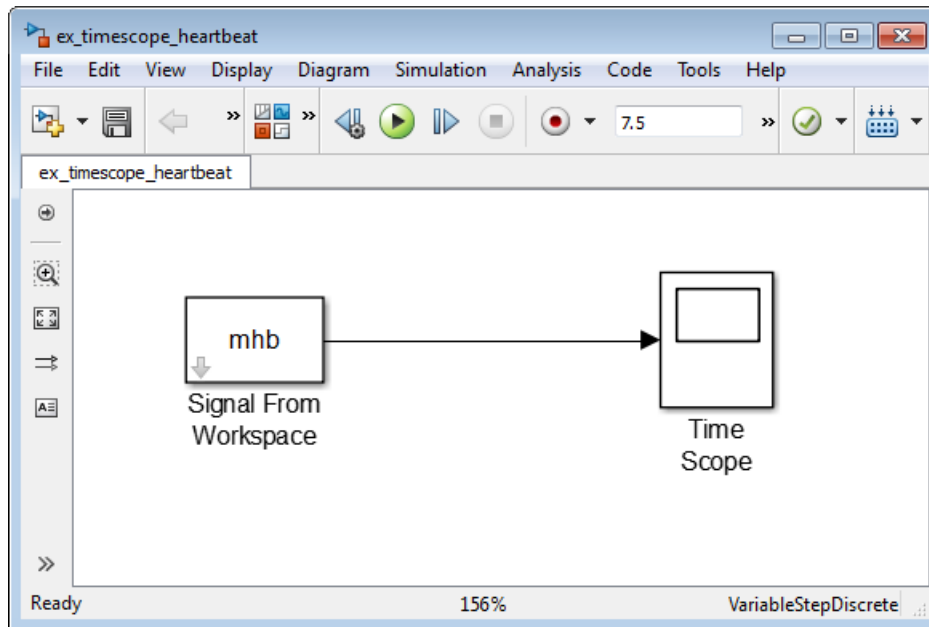 ex_timescope_heartbeat
File Edit View Display Diagram Simulation Analysis Code Tools Help
» » 7.5 »
ex_timescope_heartbeat
mhb
Signal From
Workspace
Time
Scope
»
Ready 156% VariableStepDiscrete